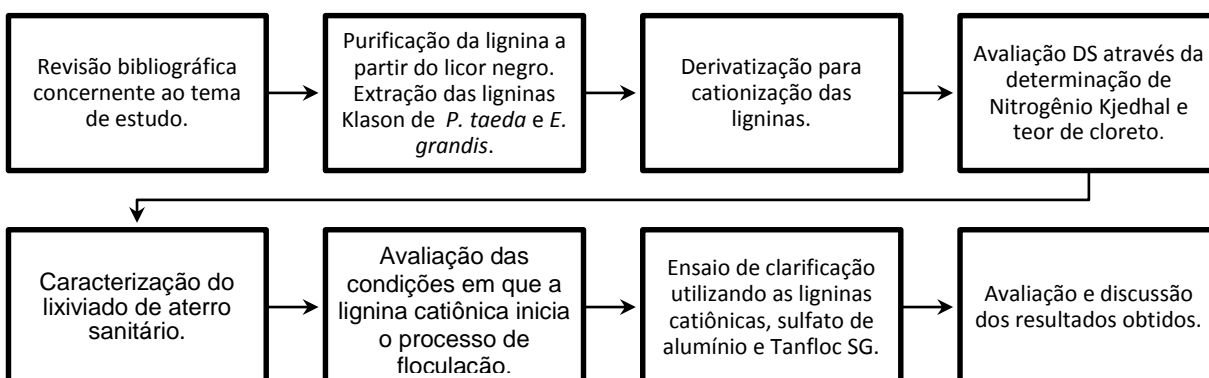 Revisão bibliográfica
concernente ao tema
de estudo.
Purificação da lignina a
partir do licor negro.
Extração das ligninas
Klason de P. taeda e E.
grandis.
Derivatização para
cationização das
ligninas.
Avaliação DS através da
determinação de
Nitrogênio Kjedhal e
teor de cloreto.
Caracterização do
lixiviado de aterro
sanitário.
Avaliação das
condições em que a
lignina catiônica inicia
o processo de
floculação.
Ensaio de clarificação
utilizando as ligninas
catiônicas, sulfato de
alumínio e Tanfloc SG.
Avaliação e discussão
dos resultados obtidos.